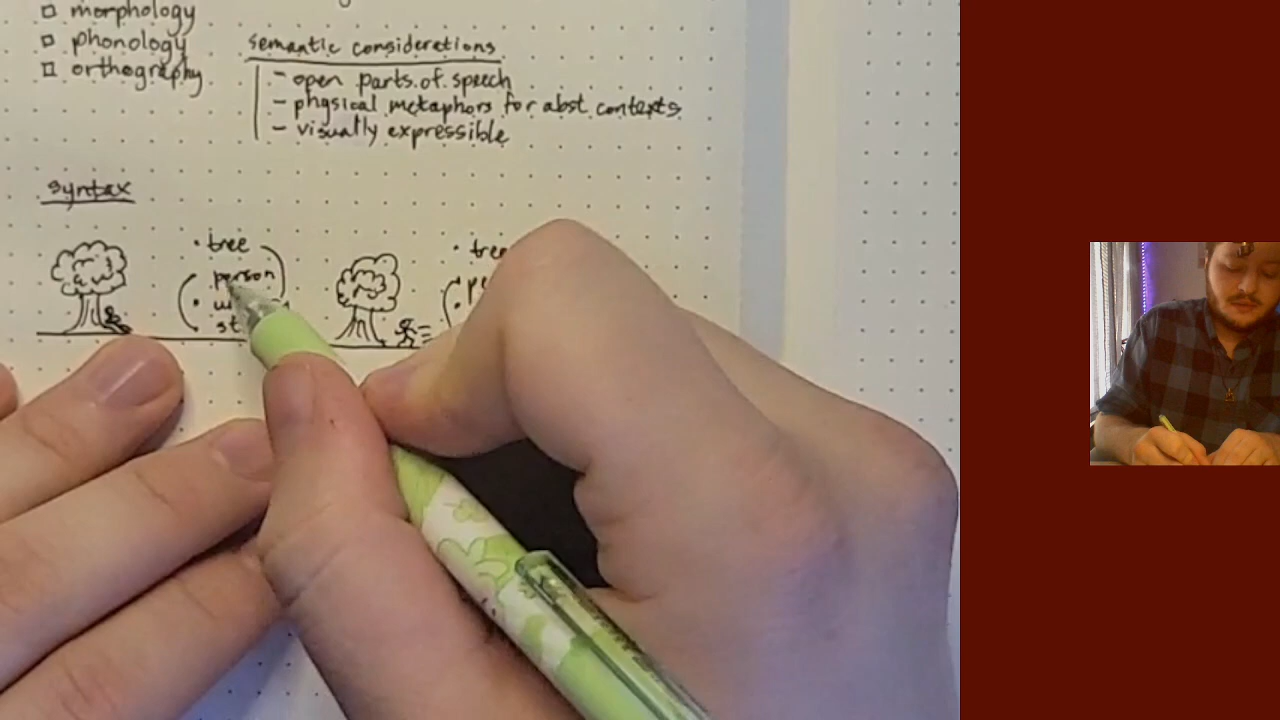 morphology
phonology
orthography
semantic considerations
- open parts of speech
- physical metaphors for abst contexts
- visually expressible
syntax
• tree
person
• tree